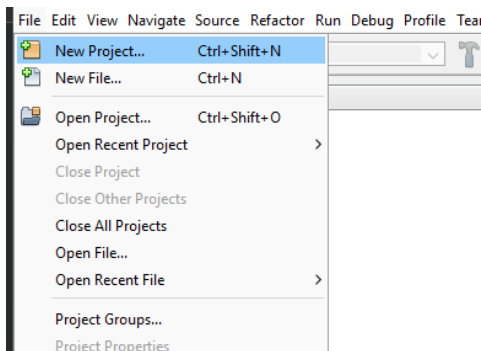 File Edit View Navigate Source Refactor Run Debug Profile
New Project... Ctrl+Shift+N
New File... Ctrl+N
Open Project... Ctrl+Shift+O
Open Recent Project
Close Project
Close Other Projects
Close All Projects
Open File...
Open Recent File
Project Groups...
Project Properties